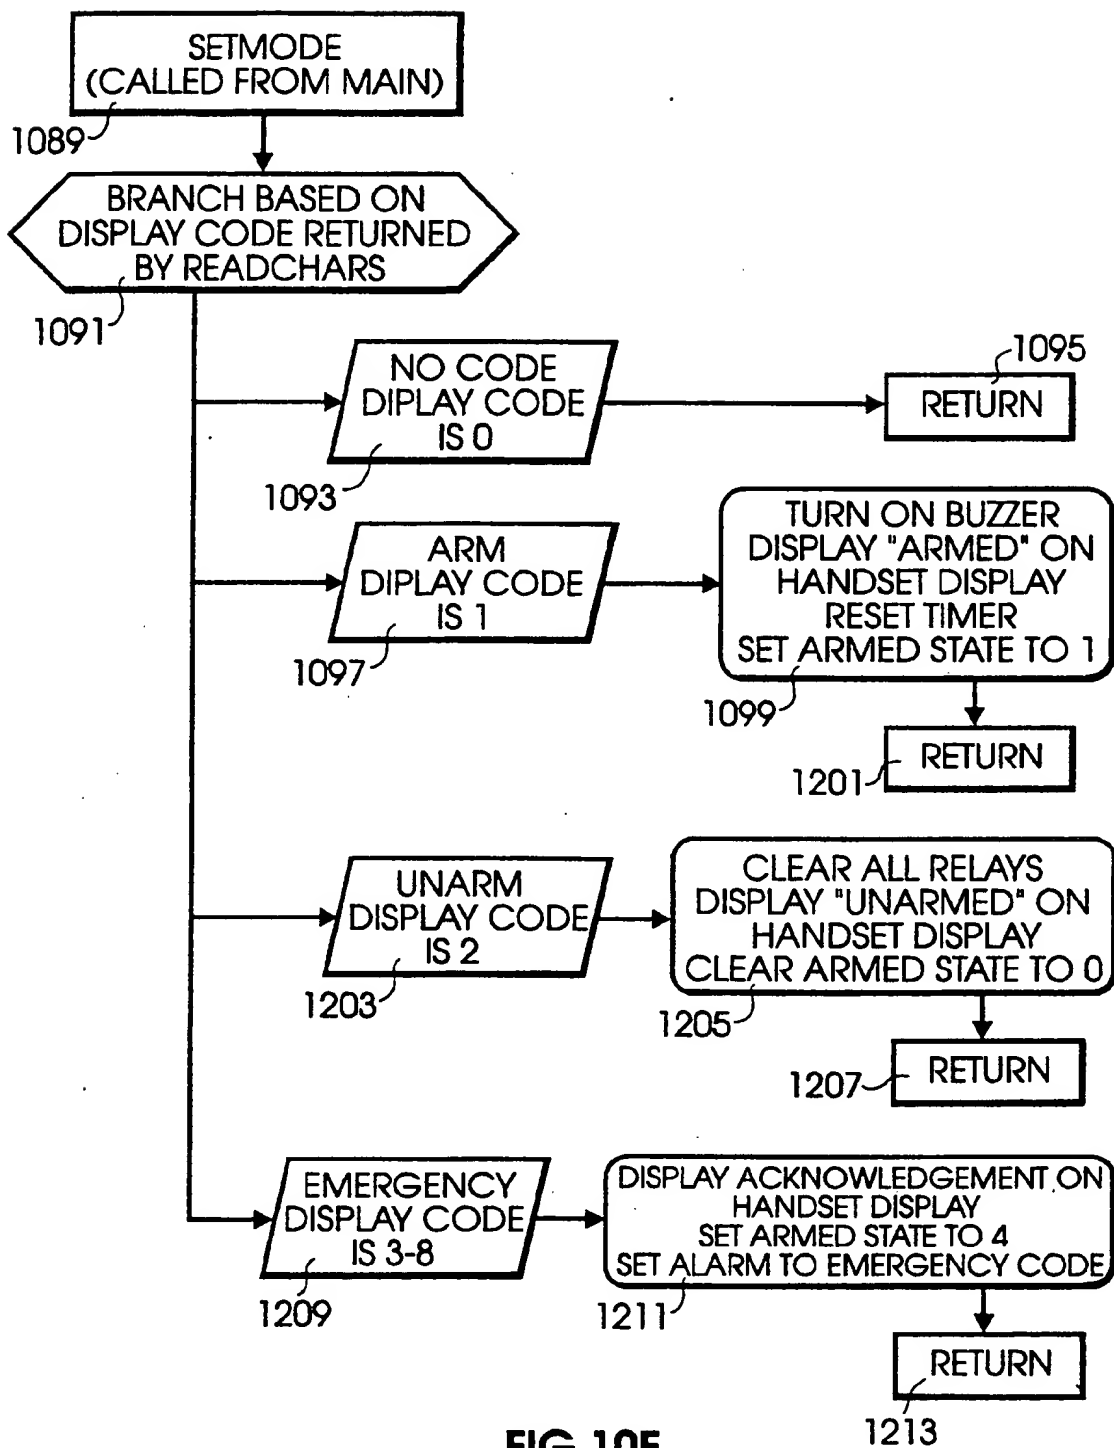 SETMODE
(CALLED FROM MAIN)
1089
BRANCH BASED ON
DISPLAY CODE RETURNED
BY READCHARS
1091
NO CODE
DIPLAY CODE
IS 0
1093
RETURN
1095
ARM
DIPLAY CODE
IS 1
1097
TURN ON BUZZER
DISPLAY "ARMED" ON
HANDSET DISPLAY
RESET TIMER
SET ARMED STATE TO 1
1099
RETURN
1201
UNARM
DISPLAY CODE
IS 2
1203
CLEAR ALL RELAYS
DISPLAY "UNARMED" ON
HANDSET DISPLAY
CLEAR ARMED STATE TO 0
1205
RETURN
1207
EMERGENCY
DISPLAY CODE
IS 3-8
1209
DISPLAY ACKNOWLEDGEMENT ON
HANDSET DISPLAY
SET ARMED STATE TO 4
SET ALARM TO EMERGENCY CODE
1211
RETURN
1213